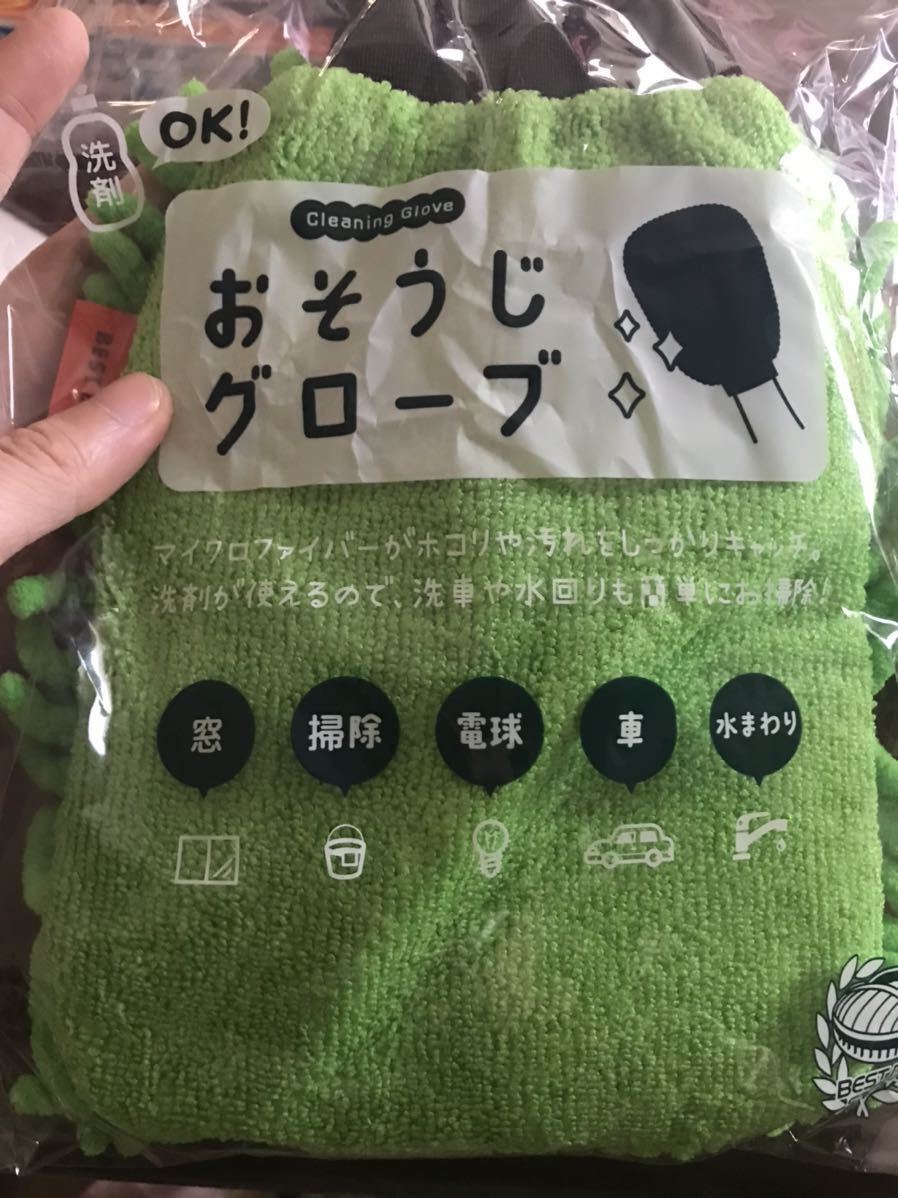 OK!
洗剤
Cleaning Glove
おそうじ
グローブ
BEST
マイクロファイバーがホコリや汚れをしっかりキャッチ。
洗剤が使えるので、洗車や水回りも簡単にお掃除!
窓
掃除
電球
車
水まわり
BEST